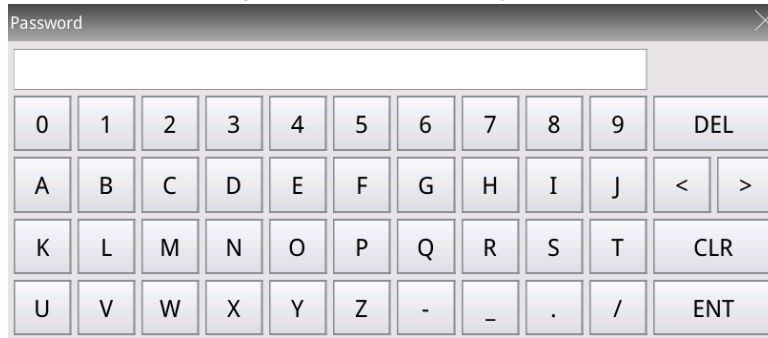 Password
0 1 2 3 4 5 6 7 8 9 DEL
A B C D E F G H I J < >
K L M N O P Q R S T CLR
U V W X Y Z - _ . / ENT